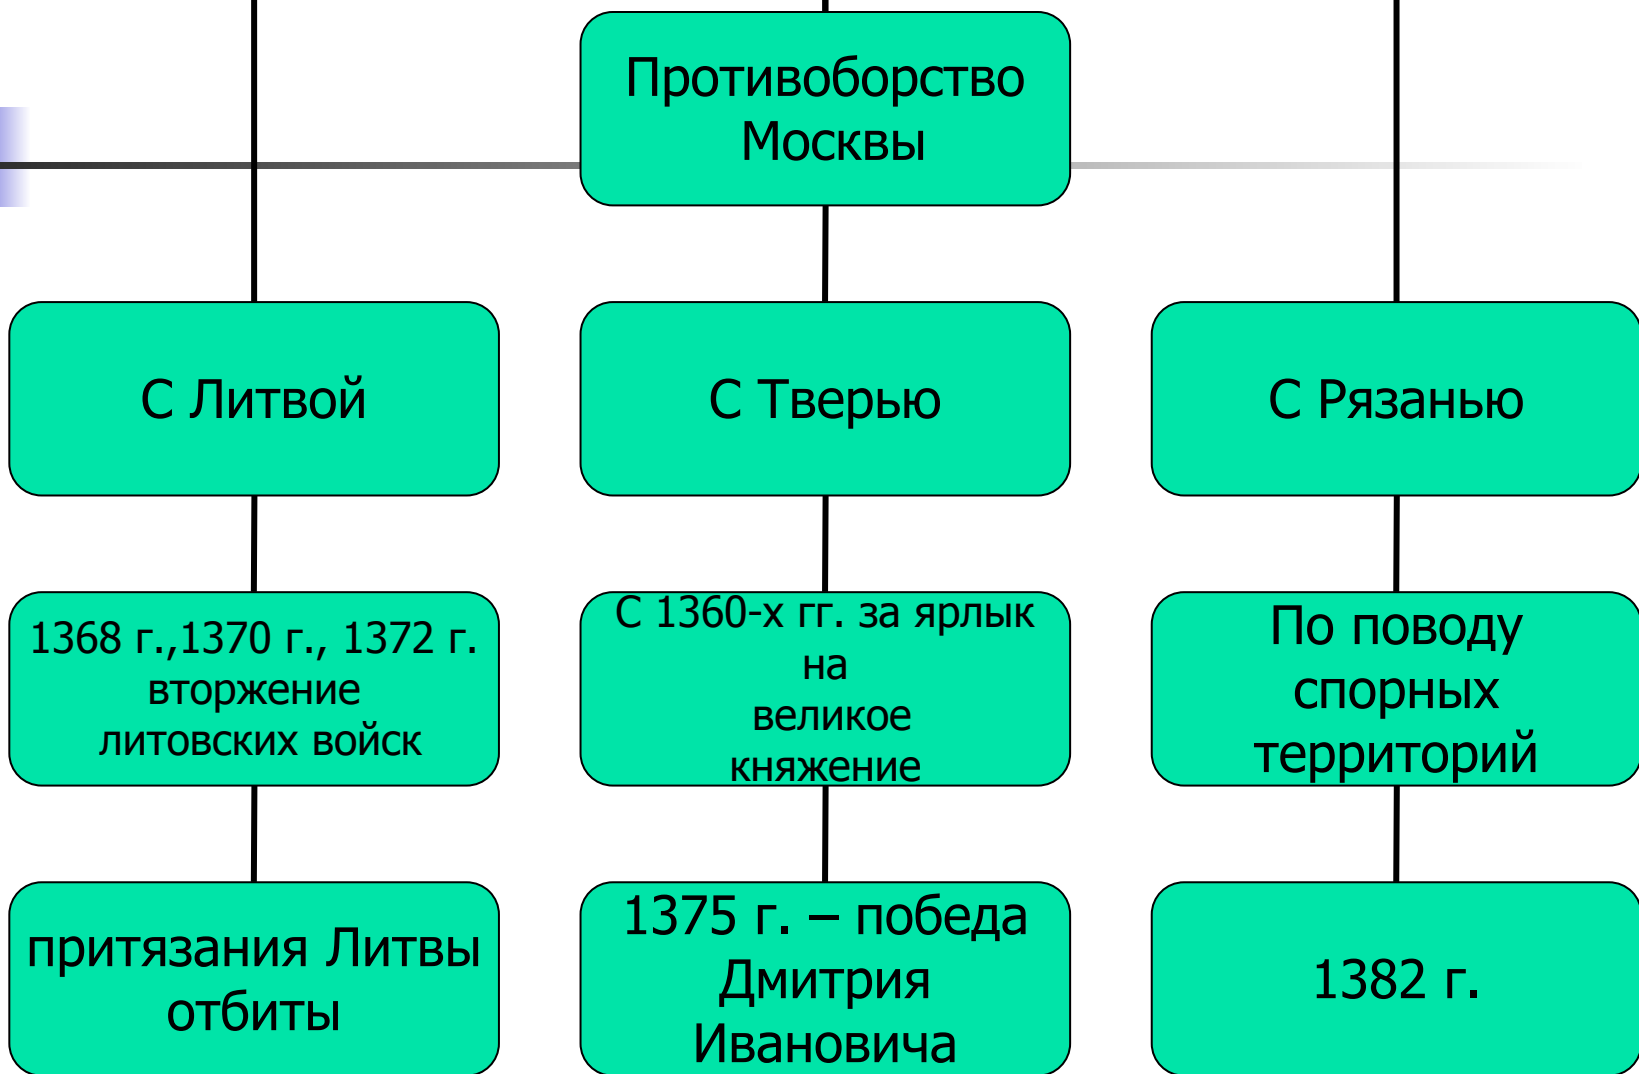 Противоборство
Москвы
С Литвой
С Тверью
С Рязанью
1368 г.,1370 г., 1372 г.
вторжение
литовских войск
С 1360-х гг. за ярлык
на
великое
княжение
По поводу
спорных
территорий
притязания Литвы
отбиты
1375 г. – победа
Дмитрия
Ивановича
1382 г.